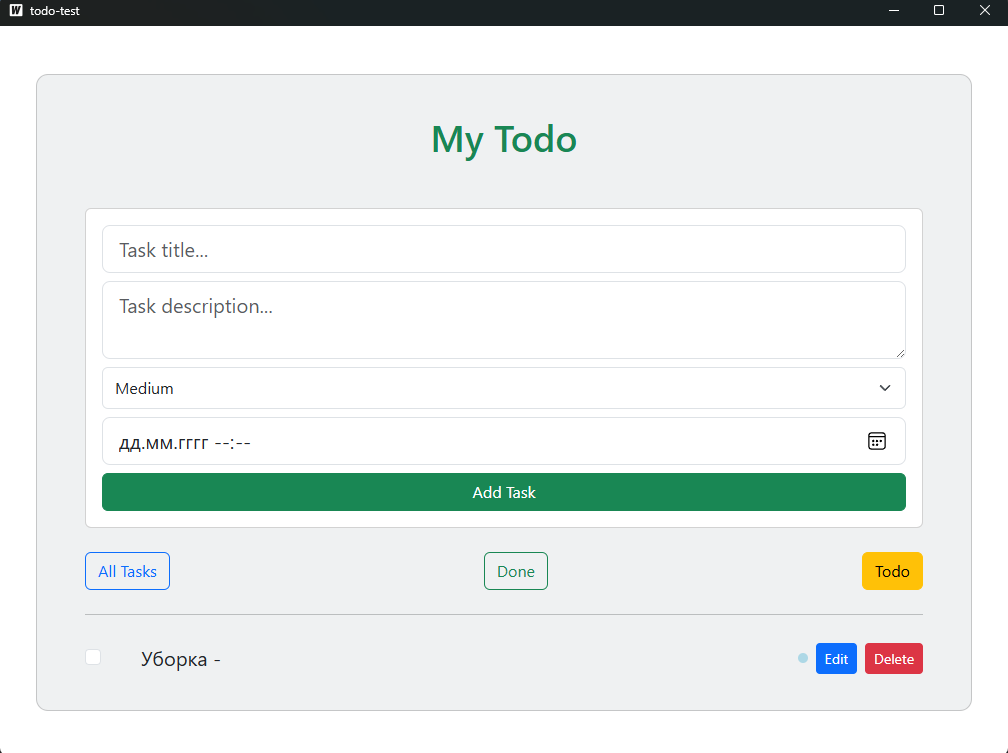 todo-test
My Todo
Task title...
Task description...
Medium
дд.мм.гггг --:--
Add Task
All Tasks Done Todo
Уборка - Edit Delete